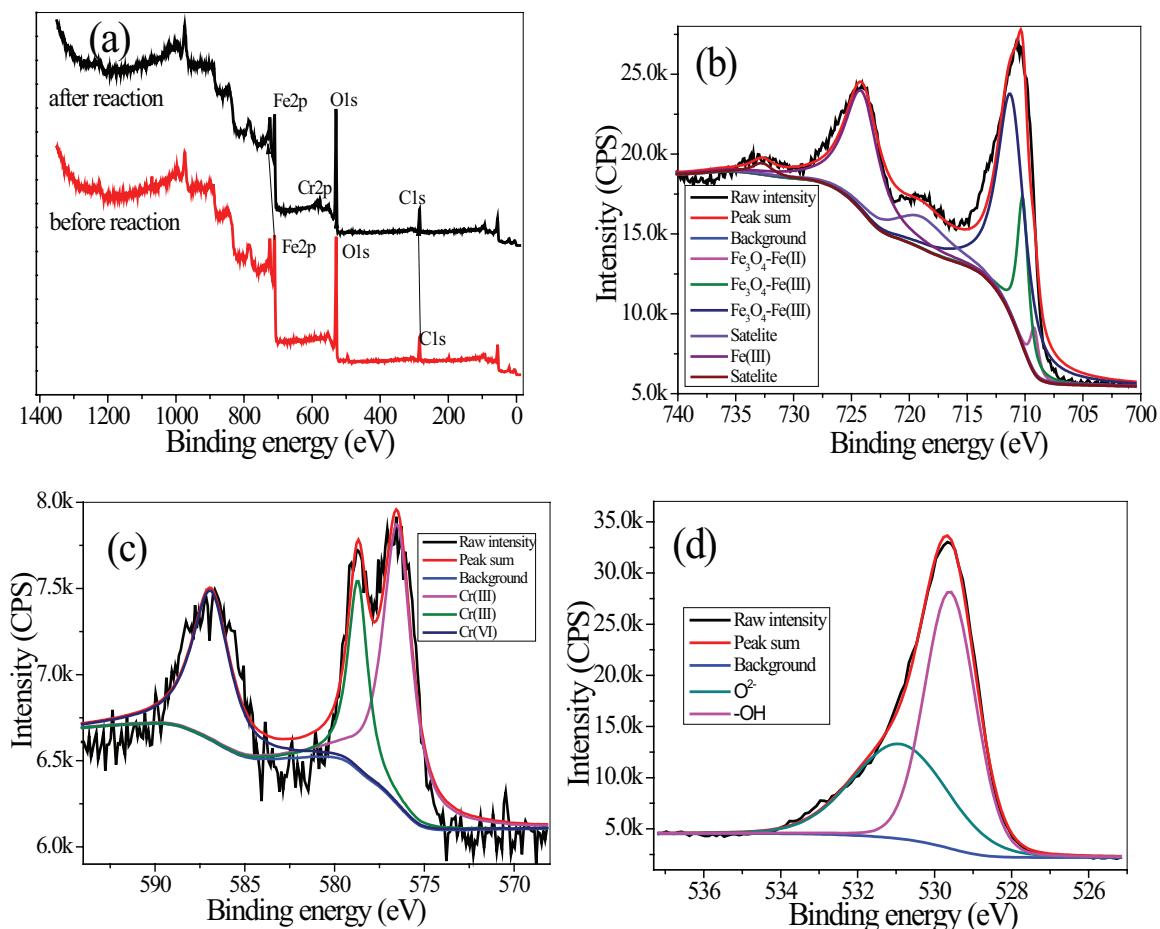 (a)
after reaction
Fe2p
O1s
Cr2p
C1s
before reaction
Fe2p
O1s
C1s
1400 1200 1000 800 600 400 200 0
Binding energy (eV)
(b)
Intensity (CPS)
25.0k
20.0k
15.0k
10.0k
5.0k
Raw intensity
Peak sum
Background
Fe3O4-Fe(II)
Fe3O4-Fe(III)
Fe3O4-Fe(III)
Satelite
Fe(III)
Satelite
740 735 730 725 720 715 710 705 700
Binding energy (eV)
(c)
Intensity (CPS)
8.0k
7.5k
7.0k
6.5k
6.0k
Raw intensity
Peak sum
Background
Cr(III)
Cr(III)
Cr(VI)
590 585 580 575 570
Binding energy (eV)
(d)
Intensity (CPS)
35.0k
30.0k
25.0k
20.0k
15.0k
10.0k
5.0k
Raw intensity
Peak sum
Background
O2-
-OH
536 534 532 530 528 526
Binding energy (eV)